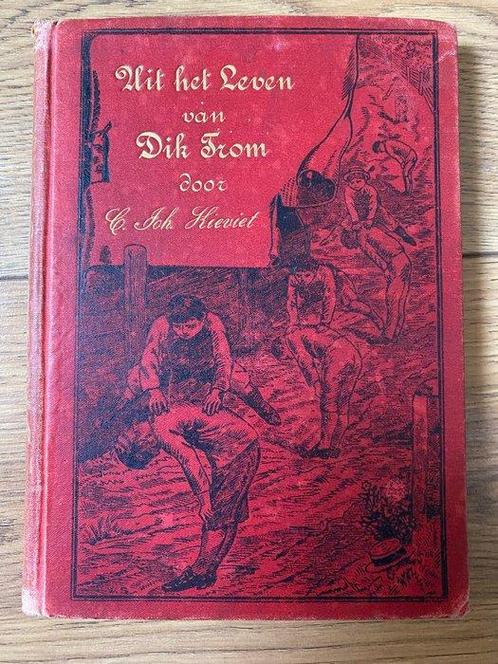 Uit het Leven
van
Dik Trom
door
C. Joh. Kieviet